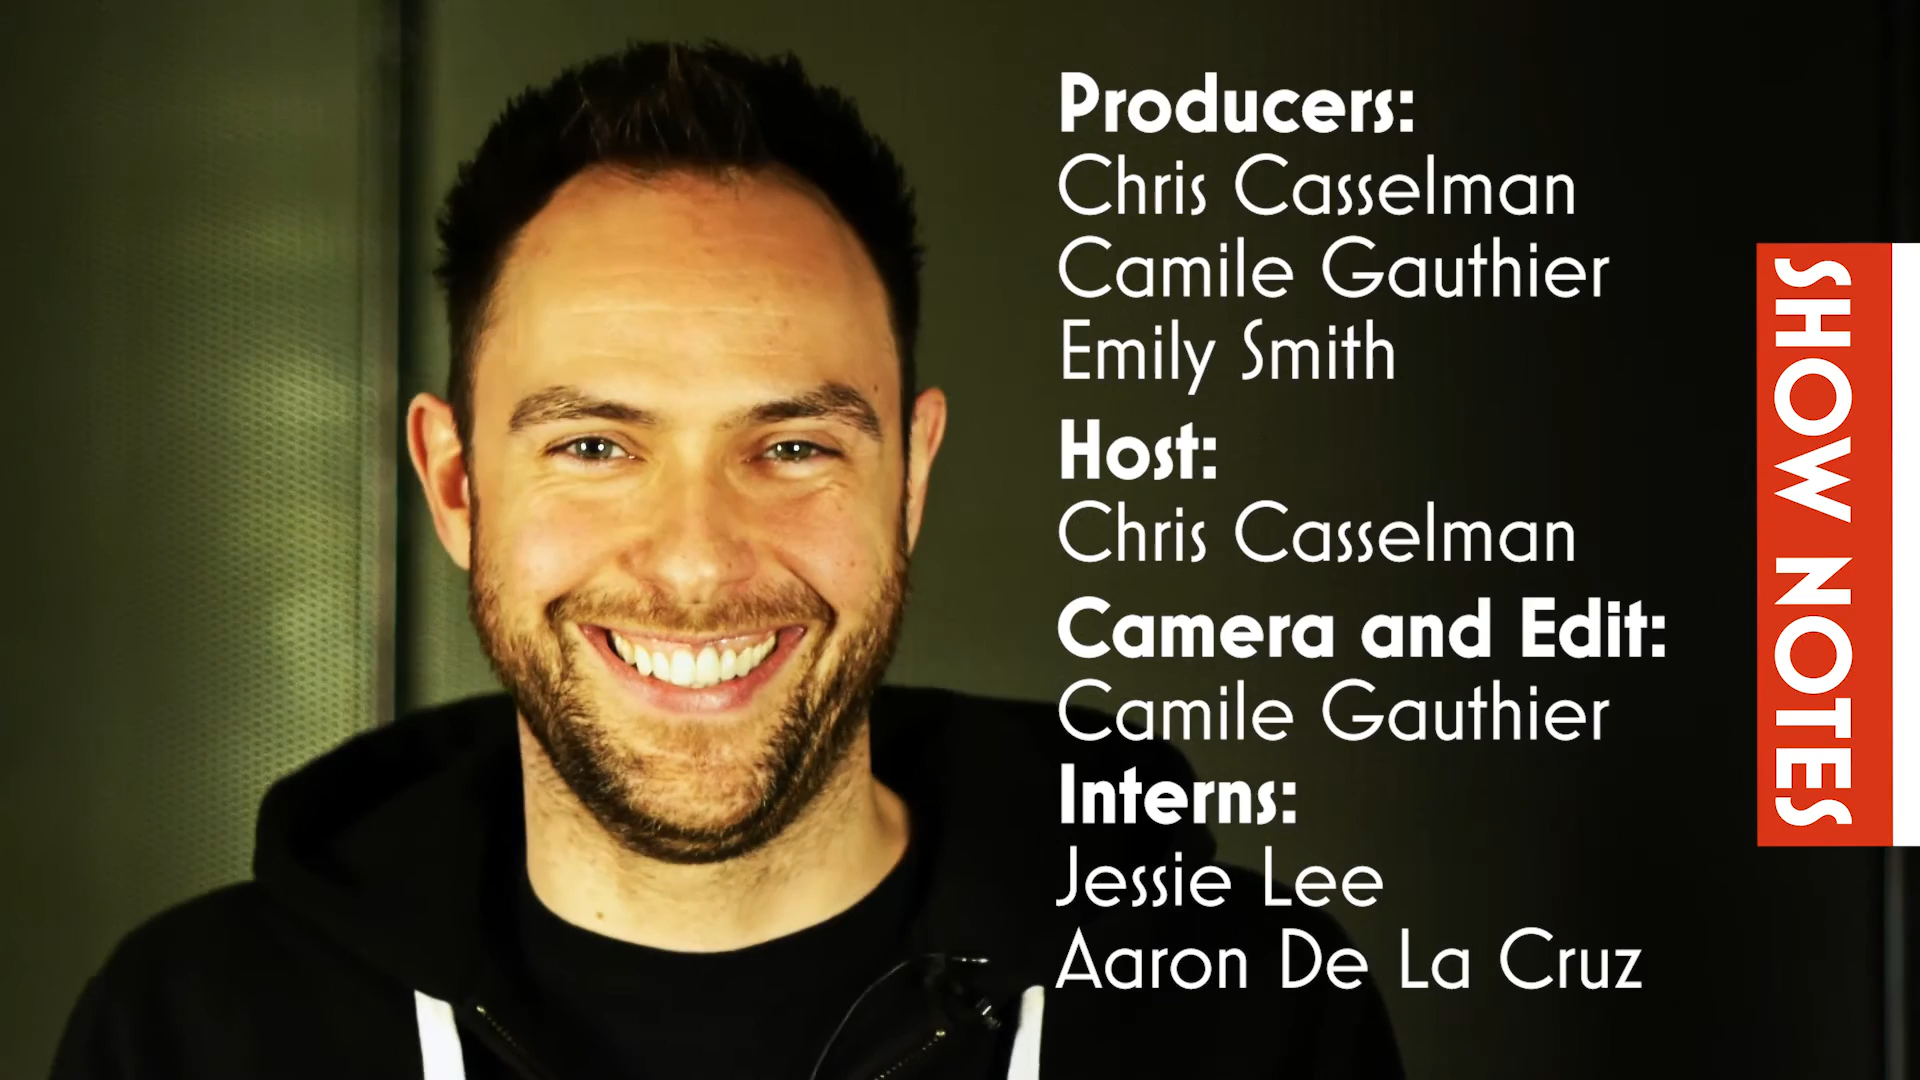 Producers:
Chris Casselman
Camile Gauthier
Emily Smith
Host:
Chris Casselman
Camera and Edit:
Camile Gauthier
Interns:
Jessie Lee
Aaron De La Cruz
SHOW NOTES